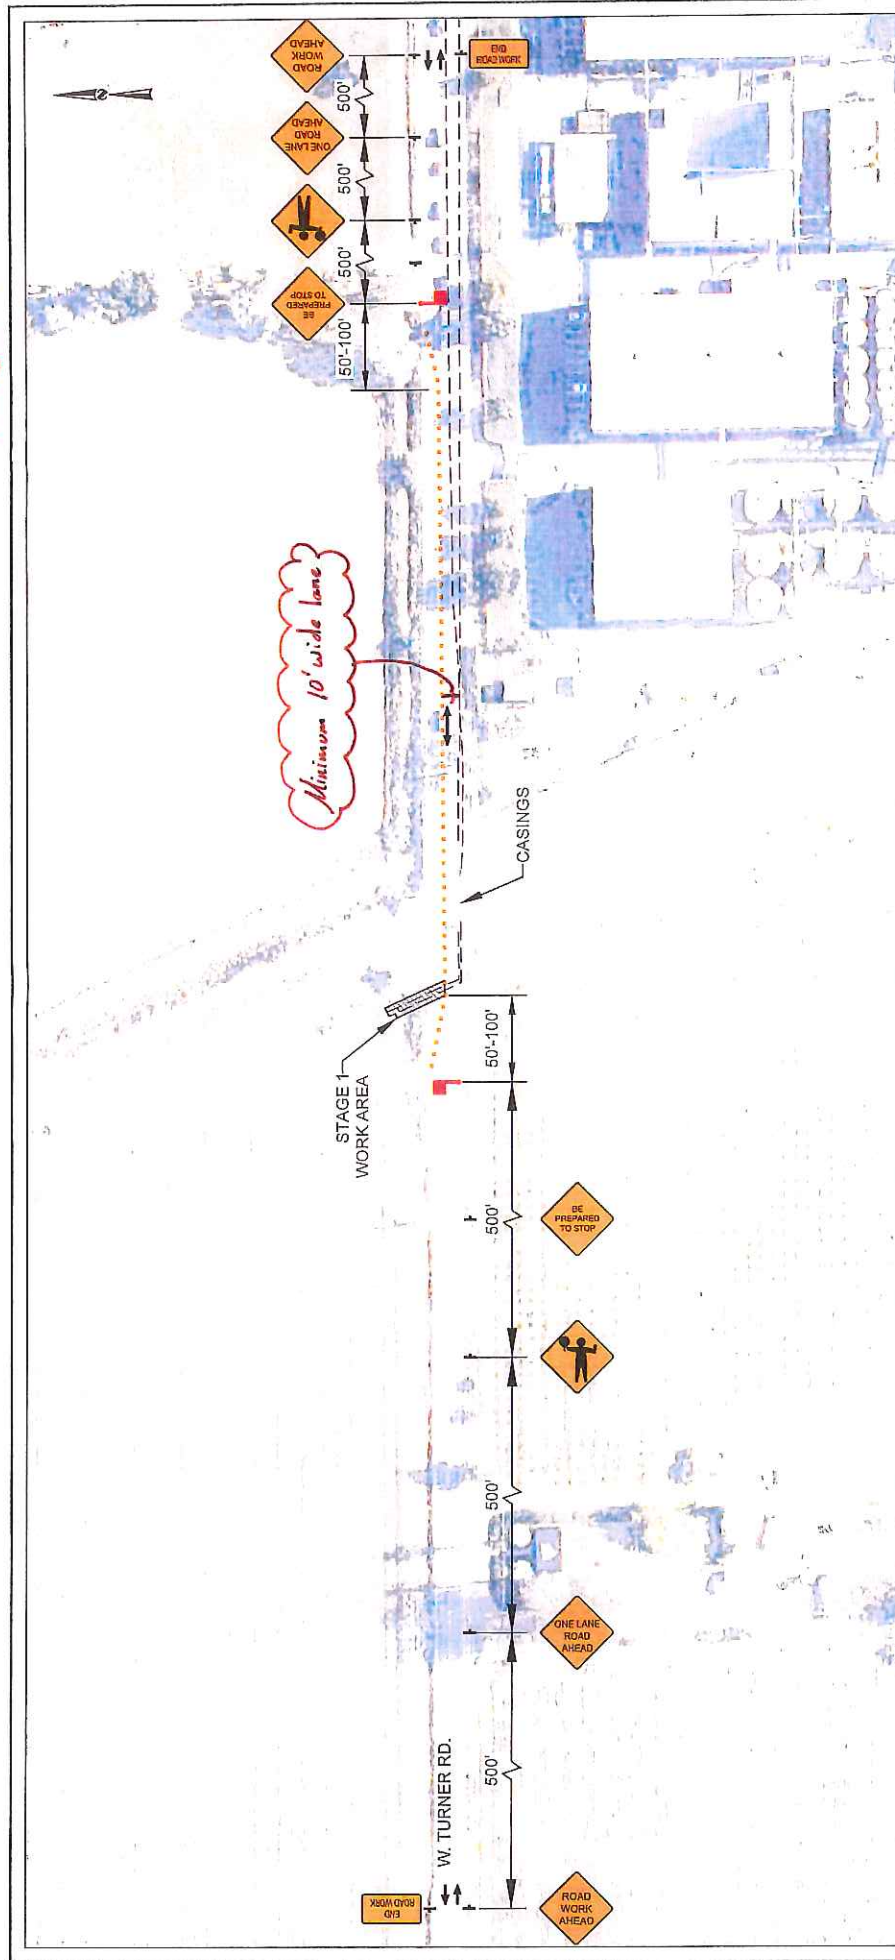 ROAD
WORK
AHEAD
500'
ONE LANE
ROAD
AHEAD
500'
500'
BE
PREPARED
TO STOP
50'-100'
END
ROAD WORK
Minimum 10' wide lane
CASINGS
STAGE 1
WORK AREA
50'-100'
500'
BE
PREPARED
TO STOP
500'
ONE LANE
ROAD
AHEAD
500'
W. TURNER RD.
END
ROAD WORK
ROAD
WORK
AHEAD